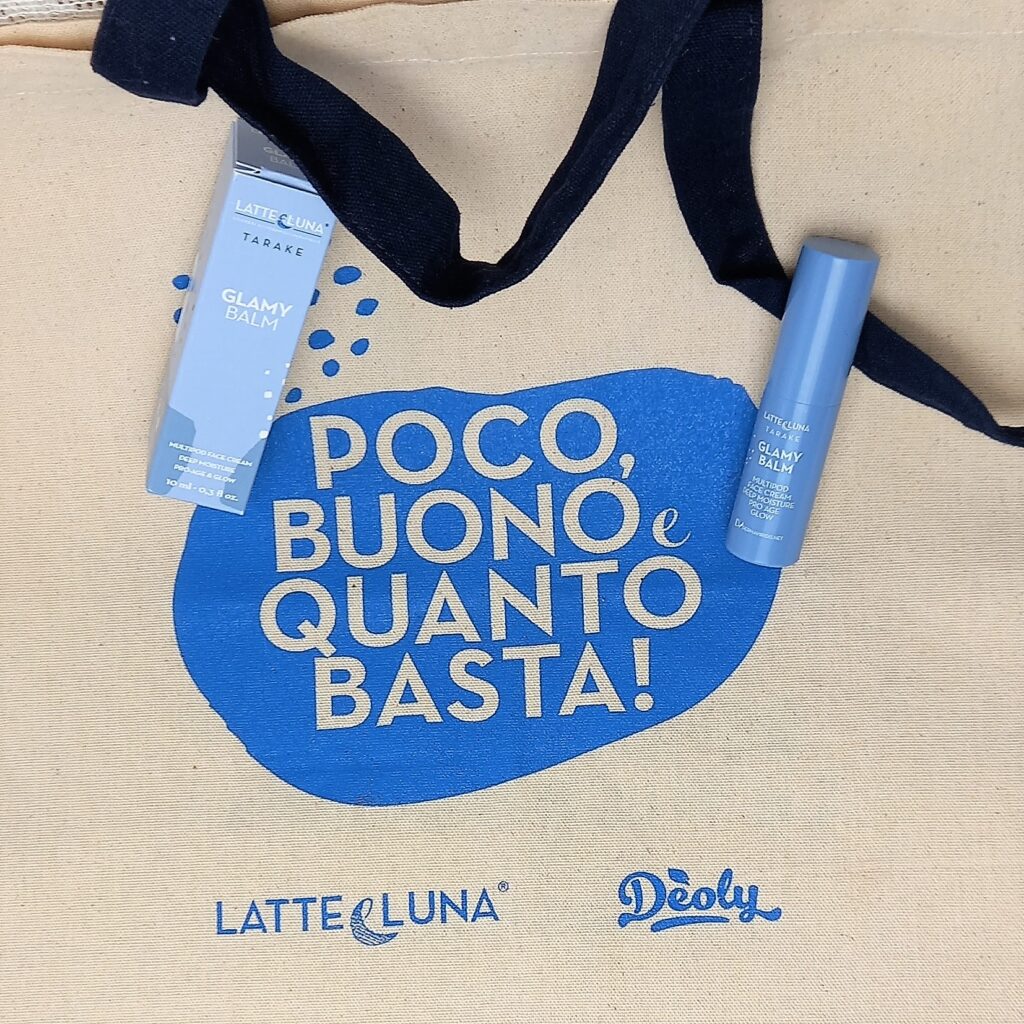 LATTE e LUNA®
TARAKE
GLAMY
BALM
MULTIPOD FACE CREAM
DEEP MOISTURE
PRO-AGE & GLOW
10 ml - 0.3 fl oz.
LATTE e LUNA
TARAKE
GLAMY
BALM
MULTIPOD
FACE CREAM
DEEP MOISTURE
PRO AGE
GLOW
POCO,
BUONO e
QUANTO
BASTA!
LATTE e LUNA®
Dèoly